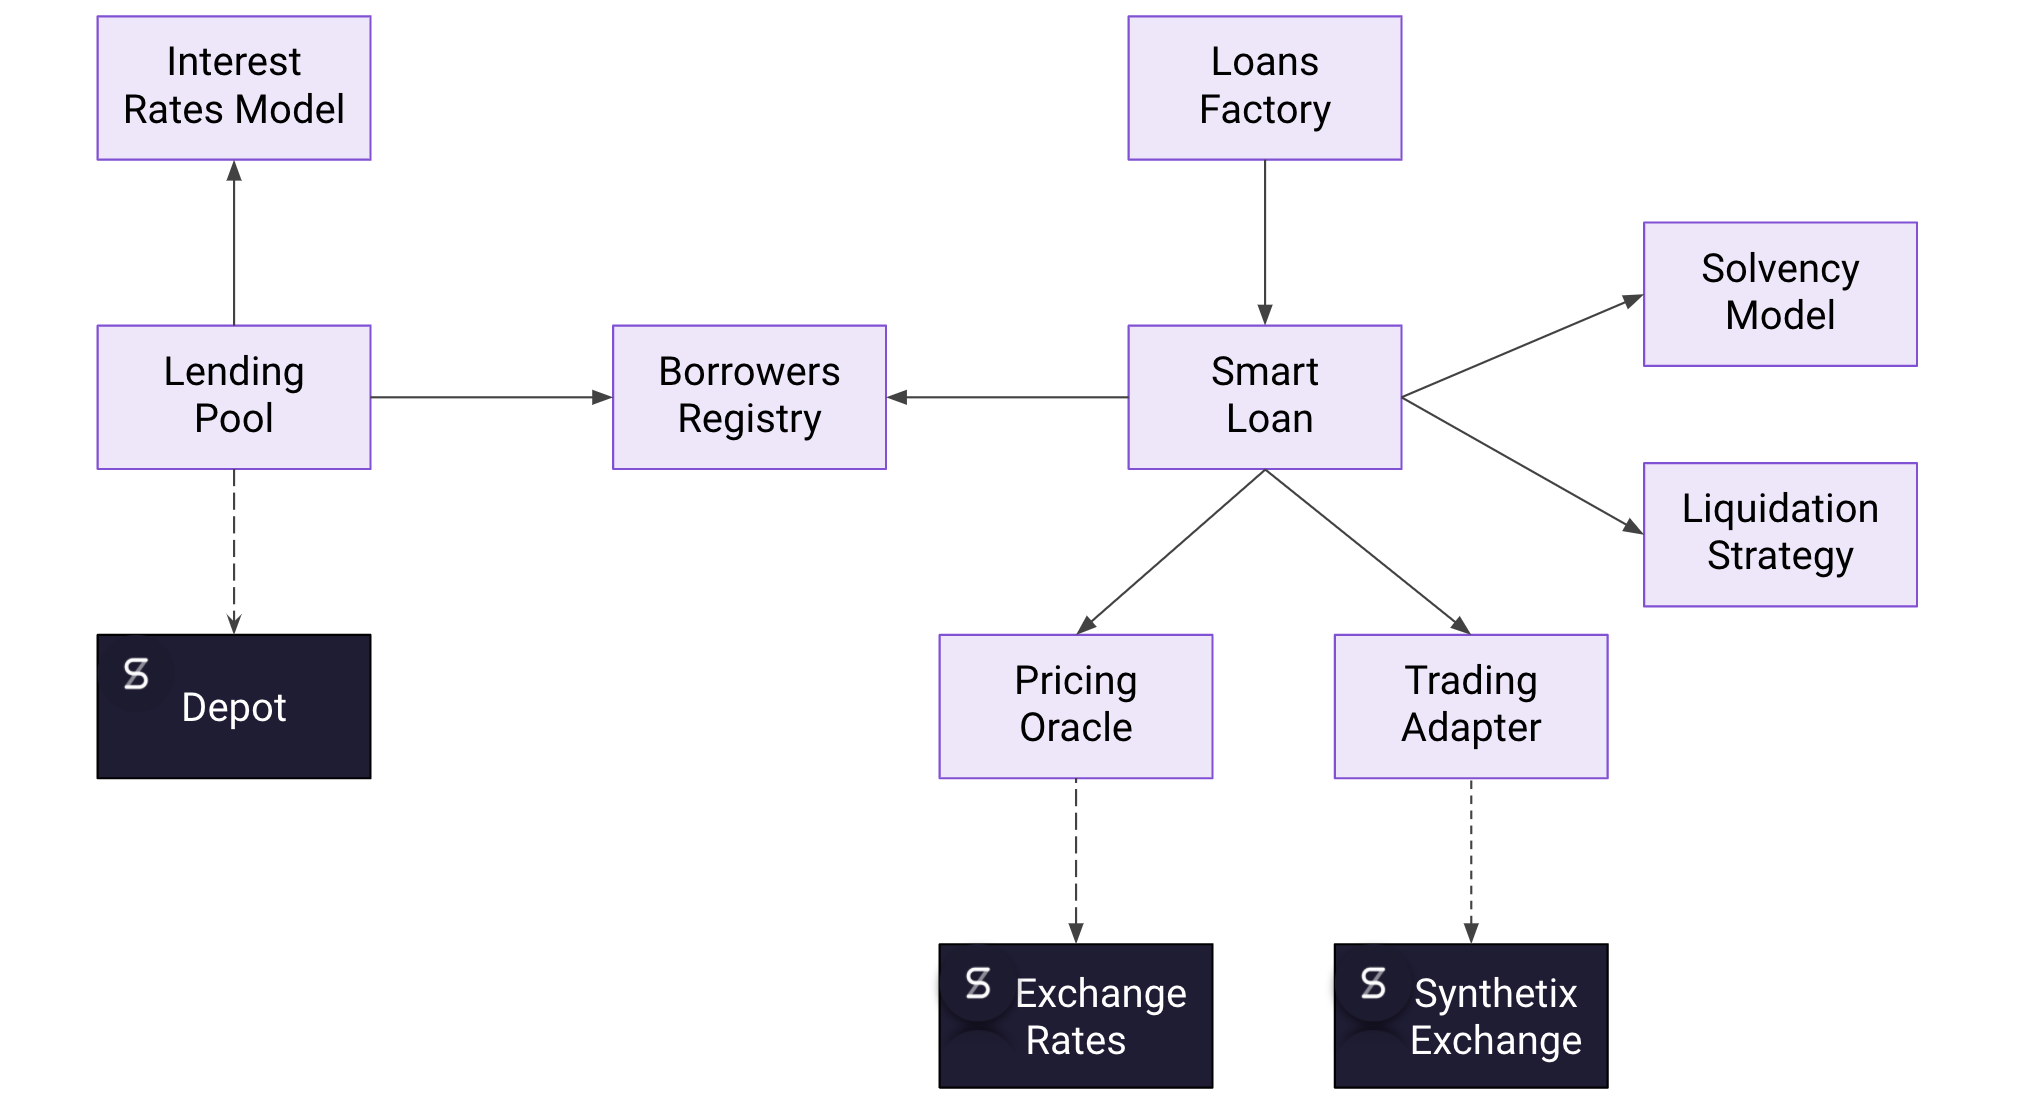 Interest
Rates Model
Loans
Factory
Solvency
Model
Lending
Pool
Borrowers
Registry
Smart
Loan
Liquidation
Strategy
Depot
Pricing
Oracle
Trading
Adapter
Exchange
Rates
Synthetix
Exchange